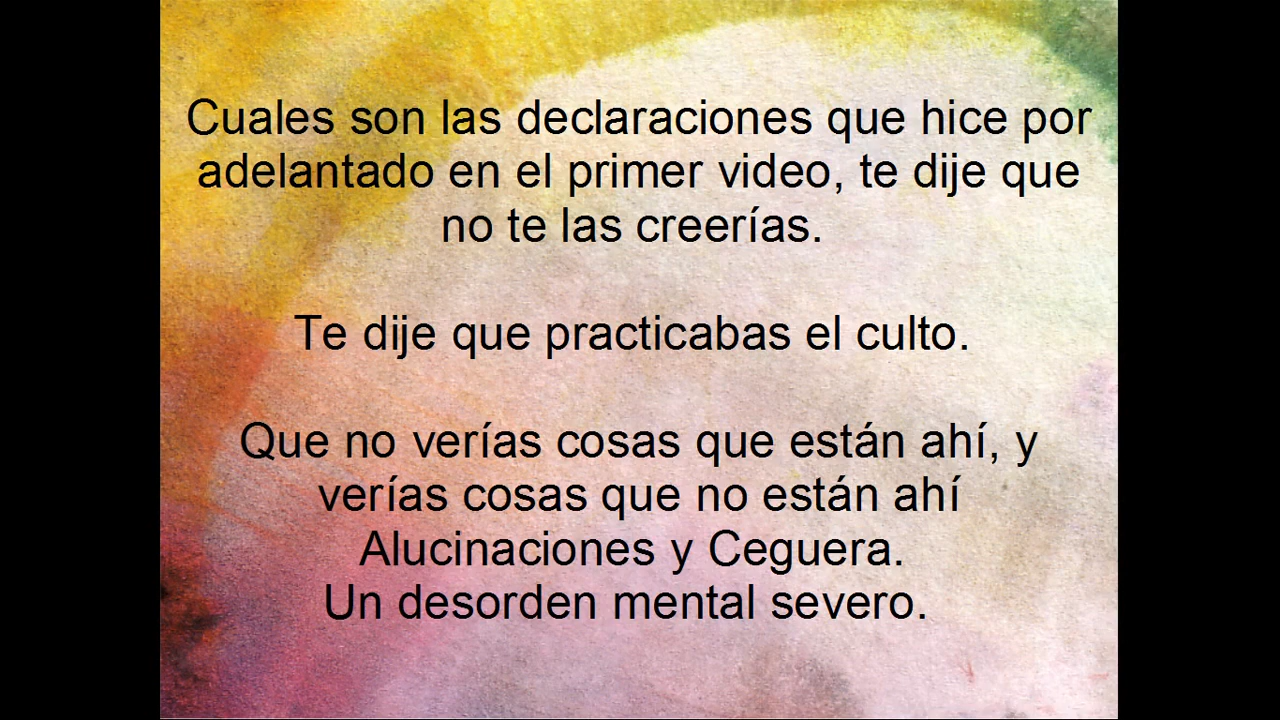 Cuales son las declaraciones que hice por
adelantado en el primer video, te dije que
no te las creerías.
Te dije que practicabas el culto.
Que no verías cosas que están ahí, y
verías cosas que no están ahí
Alucinaciones y Ceguera.
Un desorden mental severo.